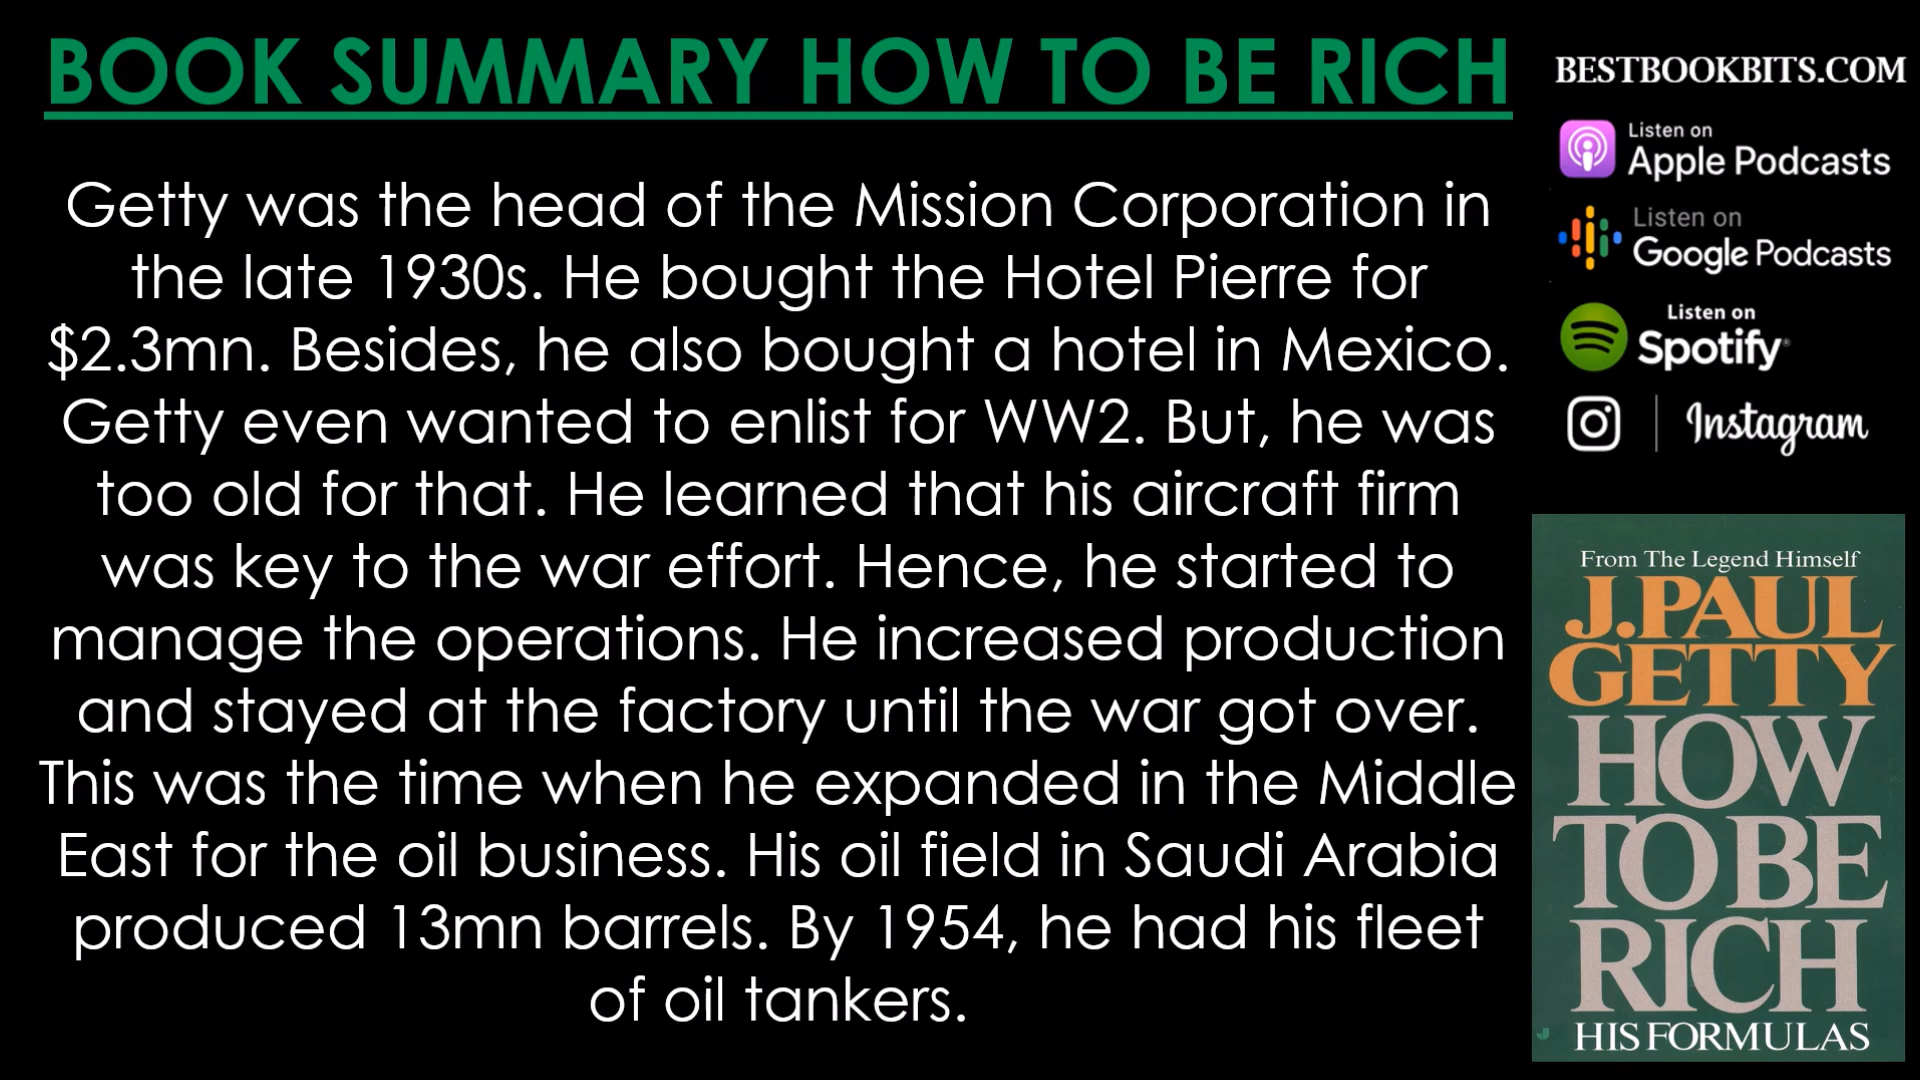 BOOK SUMMARY HOW TO BE RICH
Getty was the head of the Mission Corporation in
the late 1930s. He bought the Hotel Pierre for
$2.3mn. Besides, he also bought a hotel in Mexico.
Getty even wanted to enlist for WW2. But, he was
too old for that. He learned that his aircraft firm
was key to the war effort. Hence, he started to
manage the operations. He increased production
and stayed at the factory until the war got over.
This was the time when he expanded in the Middle
East for the oil business. His oil field in Saudi Arabia
produced 13mn barrels. By 1954, he had his fleet
of oil tankers.
BESTBOOKBITS.COM
Listen on
Apple Podcasts
Listen on
Google Podcasts
Listen on
Spotify
Instagram
From The Legend Himself
J.PAUL
GETTY
HOW
TO BE
RICH
HIS FORMULAS